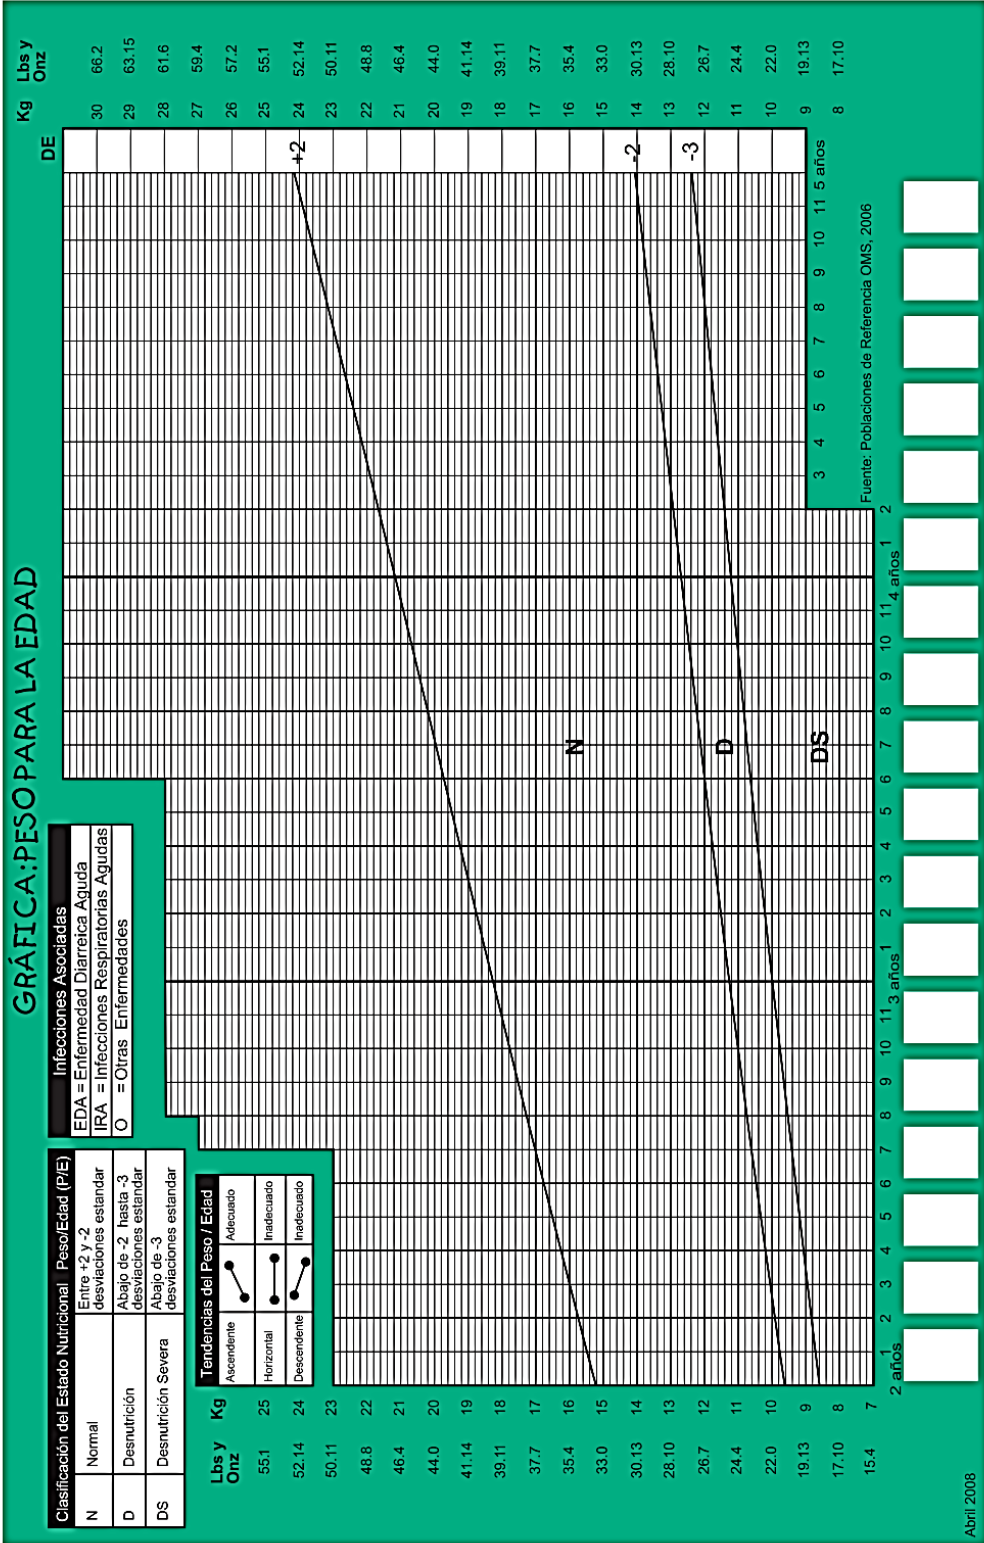 GRÁFICA:PESO PARA LA EDAD
Clasificación del Estado Nutricional Peso/Edad (P/E)
N Normal Entre +2 y -2 desviaciones estandar
D Desnutrición Abajo de -2 hasta -3 desviaciones estandar
DS Desnutrición Severa Abajo de -3 desviaciones estandar
Infecciones Asociadas
EDA = Enfermedad Diarreica Aguda
IRA = Infecciones Respiratorias Agudas
O = Otras Enfermedades
Tendencias del Peso / Edad
Ascendente Adecuado
Horizontal Inadecuado
Descendente Inadecuado
Lbs y Onz Kg
55.1 25
52.14 24
50.11 23
48.8 22
46.4 21
44.0 20
41.14 19
39.11 18
37.7 17
35.4 16
33.0 15
30.13 14
28.10 13
26.7 12
24.4 11
22.0 10
19.13 9
17.10 8
15.4 7
N
D
DS
DE
+2
-2
-3
Kg Lbs y Onz
30 66.2
29 63.15
28 61.6
27 59.4
26 57.2
25 55.1
24 52.14
23 50.11
22 48.8
21 46.4
20 44.0
19 41.14
18 39.11
17 37.7
16 35.4
15 33.0
14 30.13
13 28.10
12 26.7
11 24.4
10 22.0
9 19.13
8 17.10
2 años 1 2 3 4 5 6 7 8 9 10 11 3 años 1 2 3 4 5 6 7 8 9 10 11 4 años 1 2 3 4 5 6 7 8 9 10 11 5 años
Fuente: Poblaciones de Referencia OMS, 2006
Abril 2008